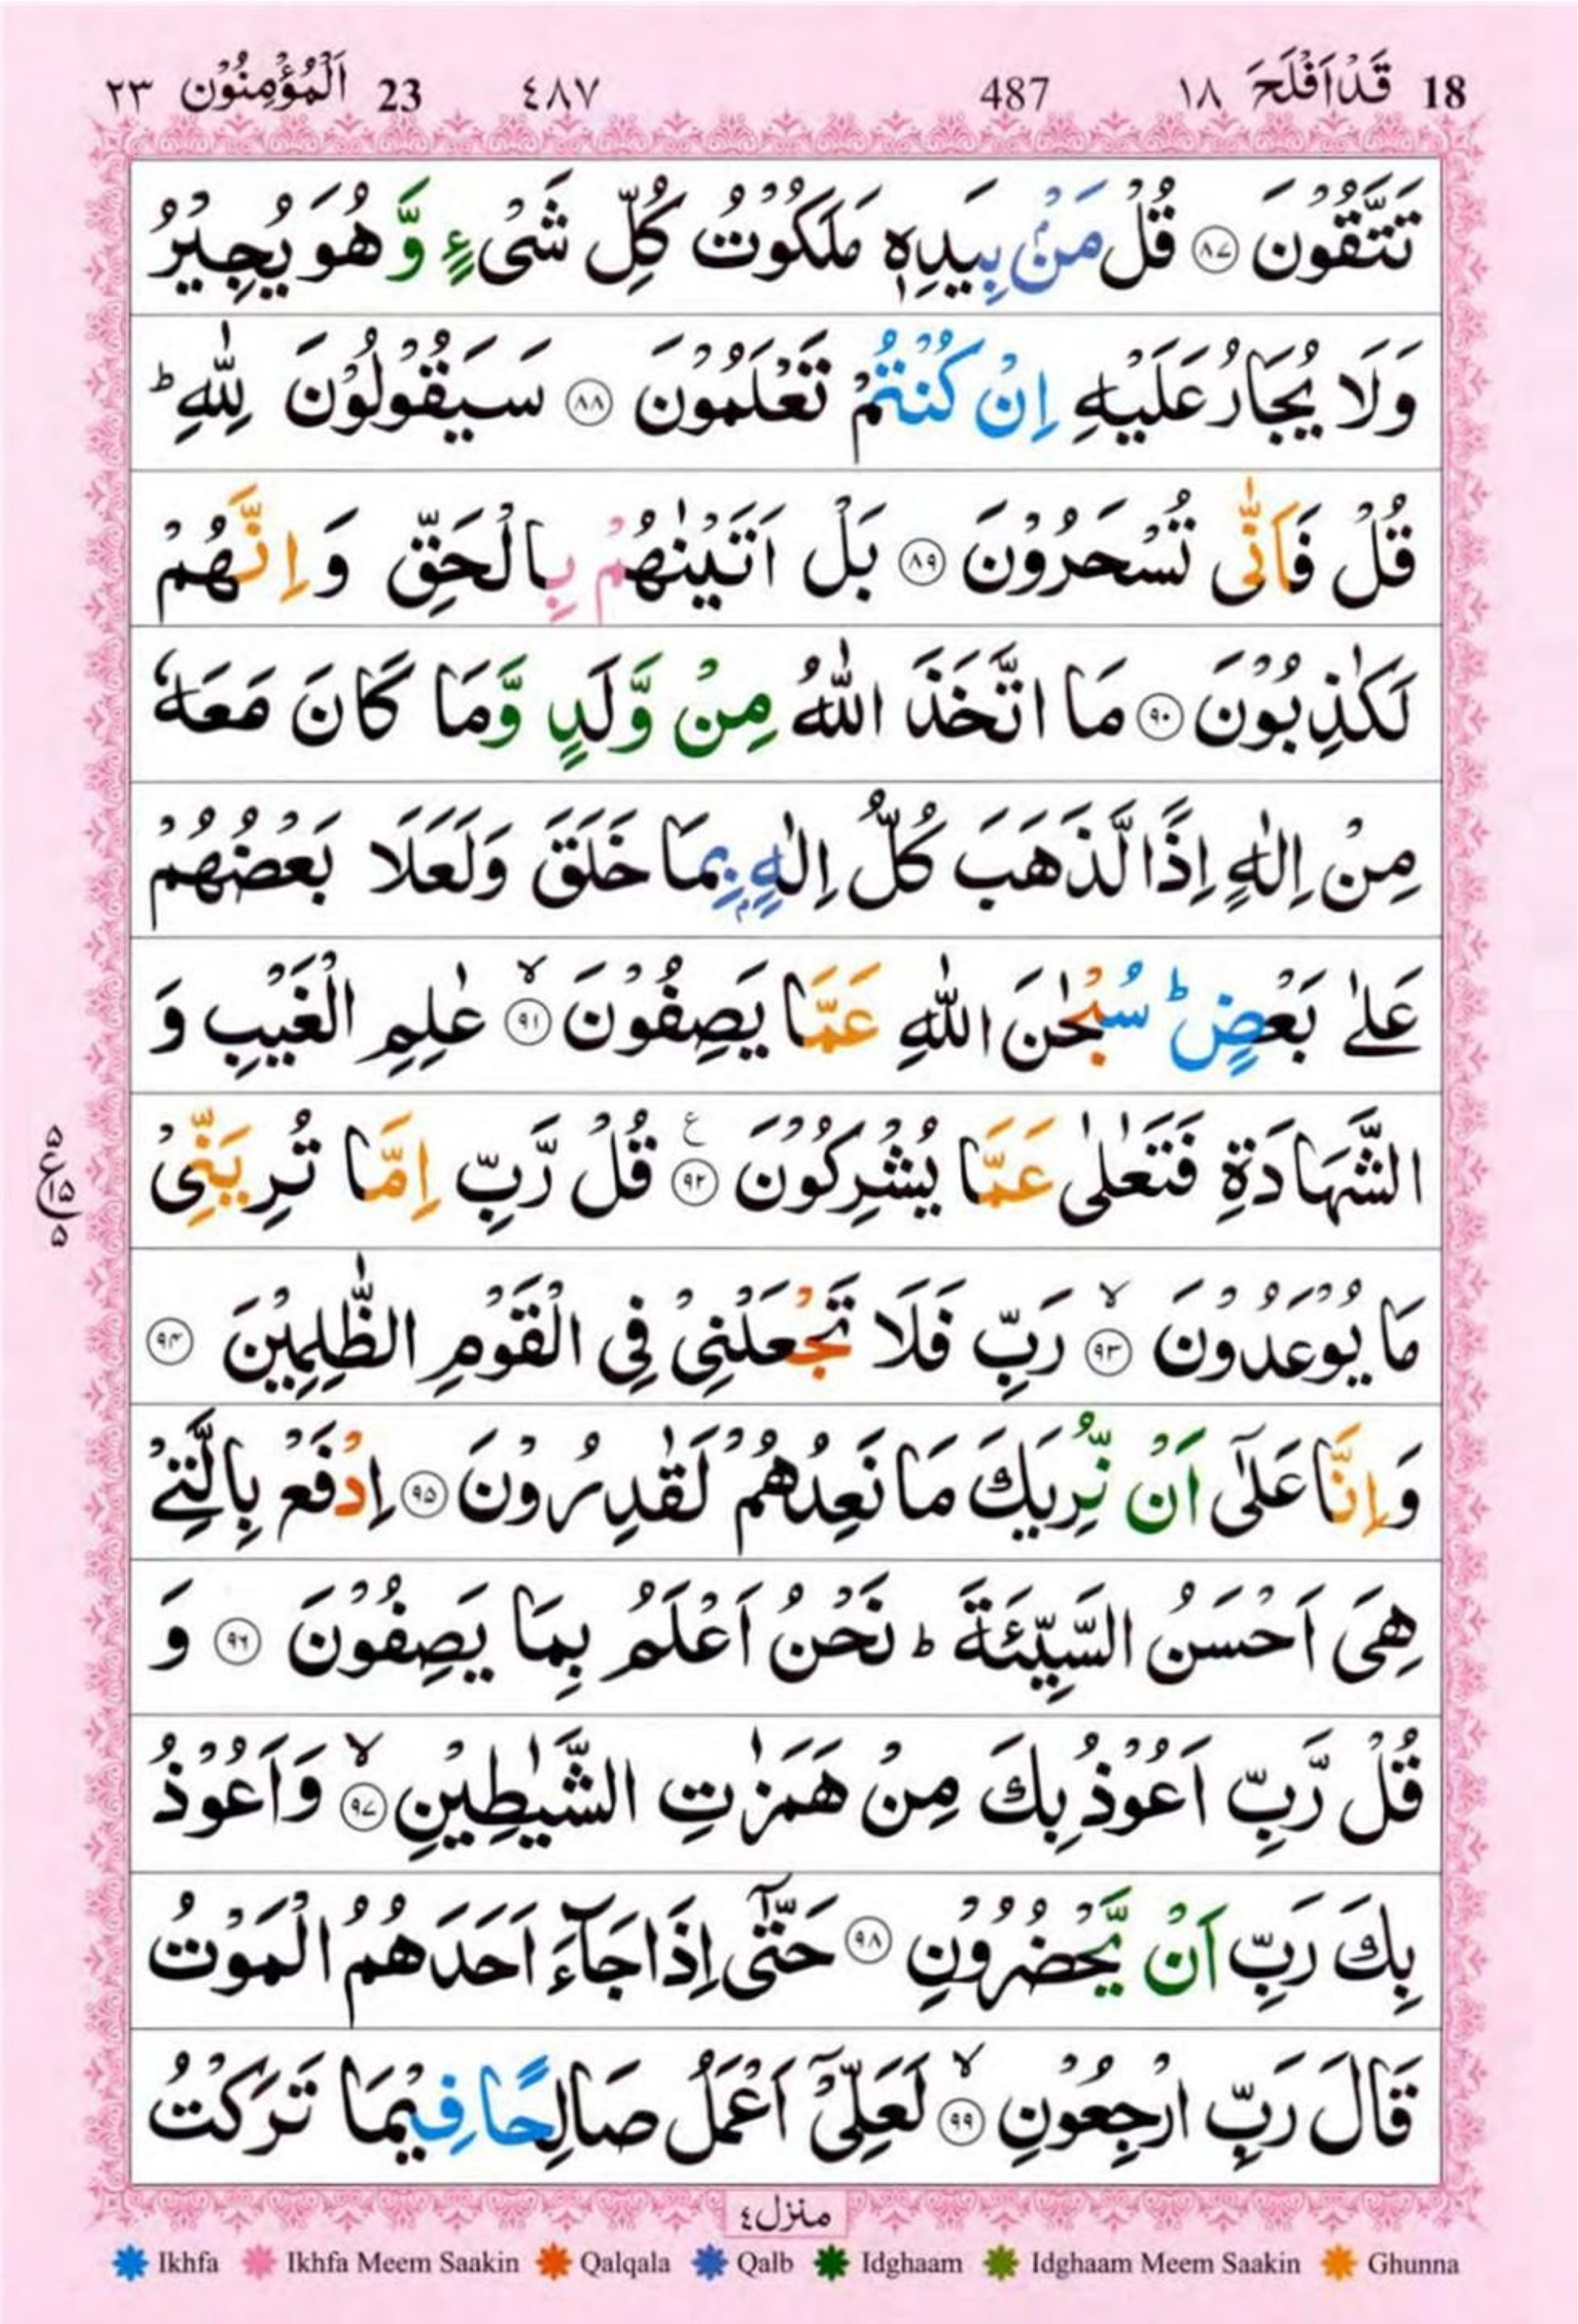 18 قَدْ اَفْلَحَ ١٨ 487 ٤٨٧ 23 اَلْمُؤْمِنُوْن ٢٣
تَتَّقُوْنَ ۝٨٧ قُلْ مَنْۢ بِيَدِهٖ مَلَكُوْتُ كُلِّ شَىْءٍ وَّ هُوَ يُجِيْرُ
وَلَا يُجَارُ عَلَيْهِ اِنْ كُنْتُمْ تَعْلَمُوْنَ ۝٨٨ سَيَقُوْلُوْنَ لِلّٰهِ ؕ
قُلْ فَاَنّٰى تُسْحَرُوْنَ ۝٨٩ بَلْ اَتَيْنٰهُمْ بِالْحَقِّ وَ اِنَّهُمْ
لَكٰذِبُوْنَ ۝٩٠ مَا اتَّخَذَ اللّٰهُ مِنْ وَّلَدٍ وَّمَا كَانَ مَعَهٗ
مِنْ اِلٰهٍ اِذًا لَّذَهَبَ كُلُّ اِلٰهٍۭ بِمَا خَلَقَ وَلَعَلَا بَعْضُهُمْ
عَلٰى بَعْضٍ ؕ سُبْحٰنَ اللّٰهِ عَمَّا يَصِفُوْنَ ۝٩١ ۙ عٰلِمِ الْغَيْبِ وَ
الشَّهَادَةِ فَتَعٰلٰى عَمَّا يُشْرِكُوْنَ ۝٩٢ ع قُلْ رَّبِّ اِمَّا تُرِيَنِّىْ
مَا يُوْعَدُوْنَ ۝٩٣ ۙ رَبِّ فَلَا تَجْعَلْنِىْ فِى الْقَوْمِ الظّٰلِمِيْنَ ۝٩٤
وَاِنَّا عَلٰٓى اَنْ نُّرِيَكَ مَا نَعِدُهُمْ لَقٰدِرُوْنَ ۝٩٥ اِدْفَعْ بِالَّتِىْ
هِىَ اَحْسَنُ السَّيِّئَةَ ؕ نَحْنُ اَعْلَمُ بِمَا يَصِفُوْنَ ۝٩٦ وَ
قُلْ رَّبِّ اَعُوْذُ بِكَ مِنْ هَمَزٰتِ الشَّيٰطِيْنِ ۝٩٧ ۙ وَاَعُوْذُ
بِكَ رَبِّ اَنْ يَّحْضُرُوْنِ ۝٩٨ حَتّٰٓى اِذَا جَآءَ اَحَدَهُمُ الْمَوْتُ
قَالَ رَبِّ ارْجِعُوْنِ ۝٩٩ ۙ لَعَلِّىْٓ اَعْمَلُ صَالِحًا فِيْمَا تَرَكْتُ
٥
ع
١٥
٥
منزل٤
Ikhfa Ikhfa Meem Saakin Qalqala Qalb Idghaam Idghaam Meem Saakin Ghunna